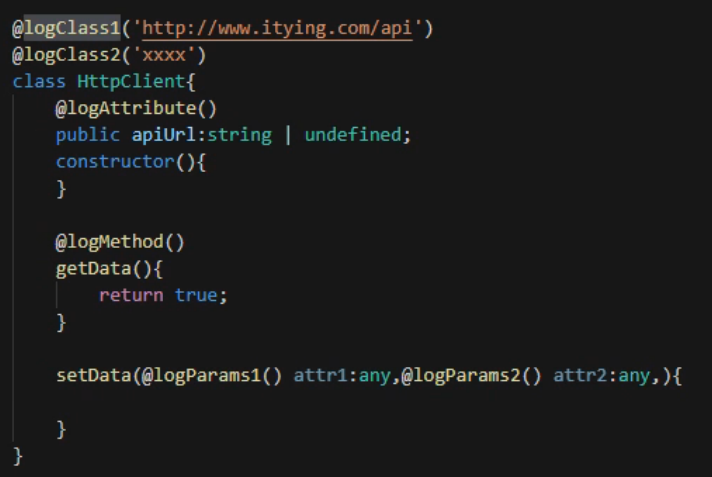 @logClass1('http://www.itying.com/api')
@logClass2('xxxx')
class HttpClient{
    @logAttribute()
    public apiUrl:string | undefined;
    constructor(){
    }

    @logMethod()
    getData(){
        return true;
    }

    setData(@logParams1() attr1:any,@logParams2() attr2:any,){

    }
}